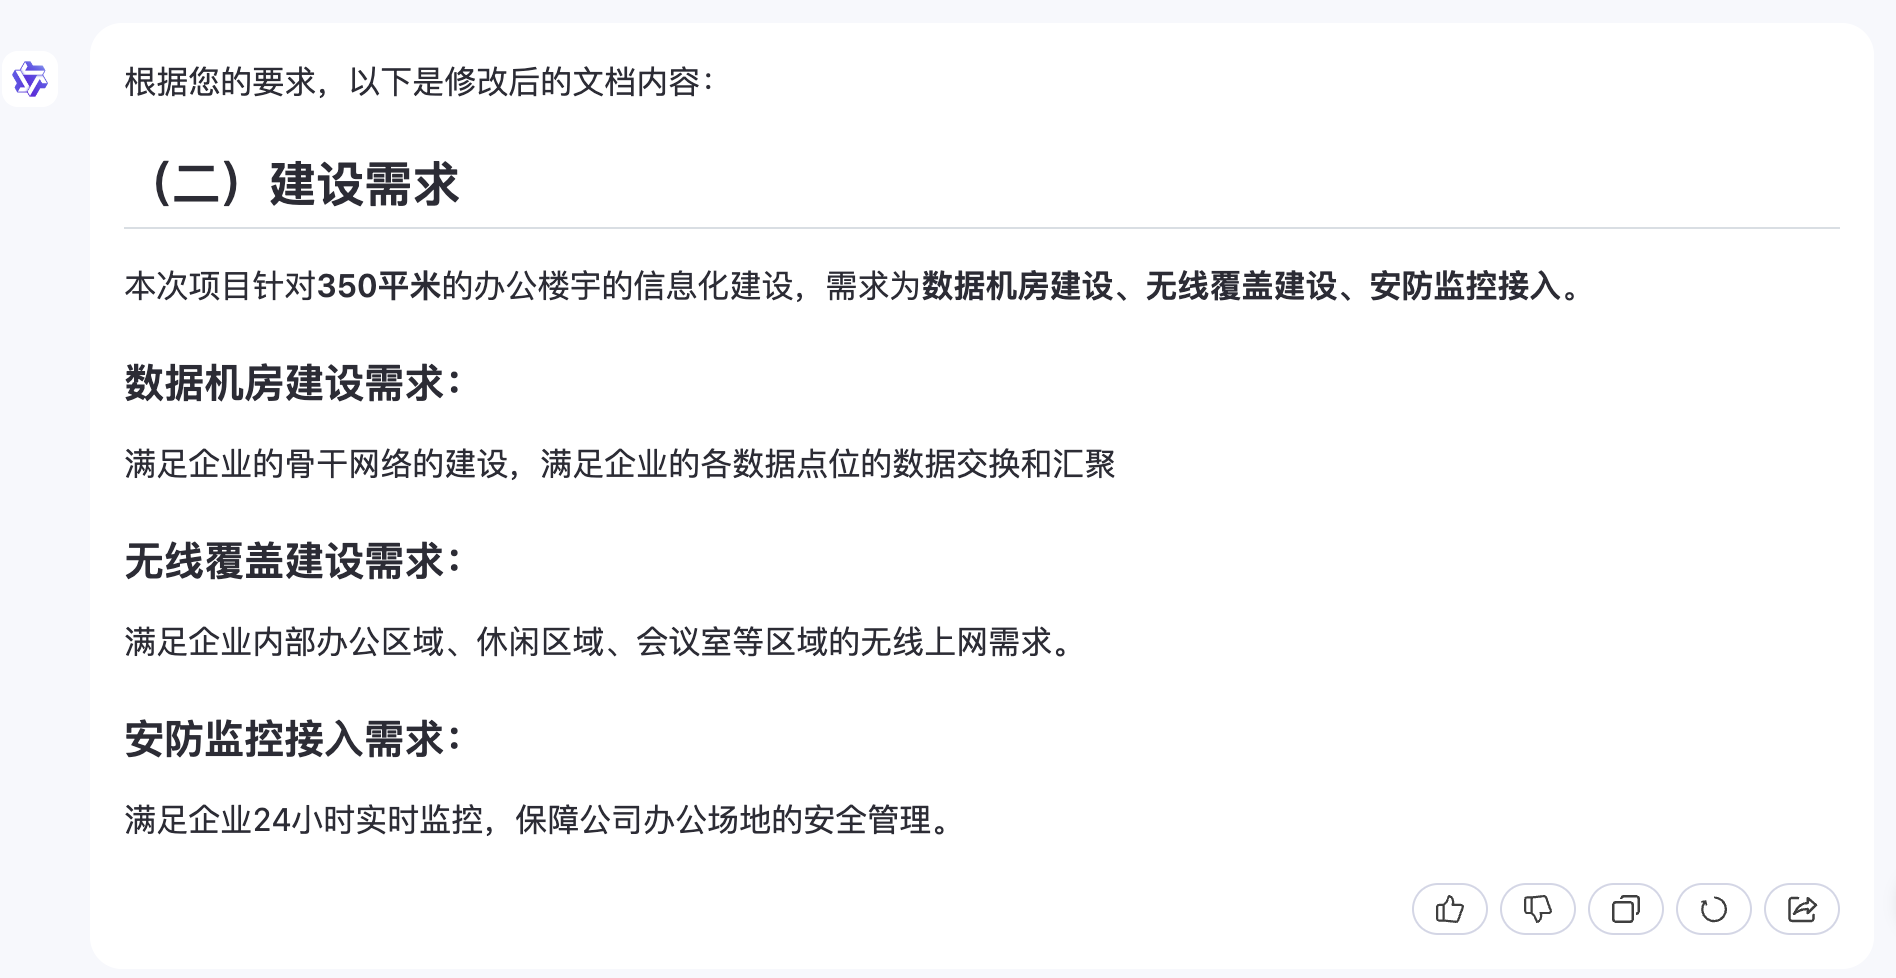 根据您的要求，以下是修改后的文档内容：
（二）建设需求
本次项目针对350平米的办公楼宇的信息化建设，需求为数据机房建设、无线覆盖建设、安防监控接入。
数据机房建设需求：
满足企业的骨干网络的建设，满足企业的各数据点位的数据交换和汇聚
无线覆盖建设需求：
满足企业内部办公区域、休闲区域、会议室等区域的无线上网需求。
安防监控接入需求：
满足企业24小时实时监控，保障公司办公场地的安全管理。